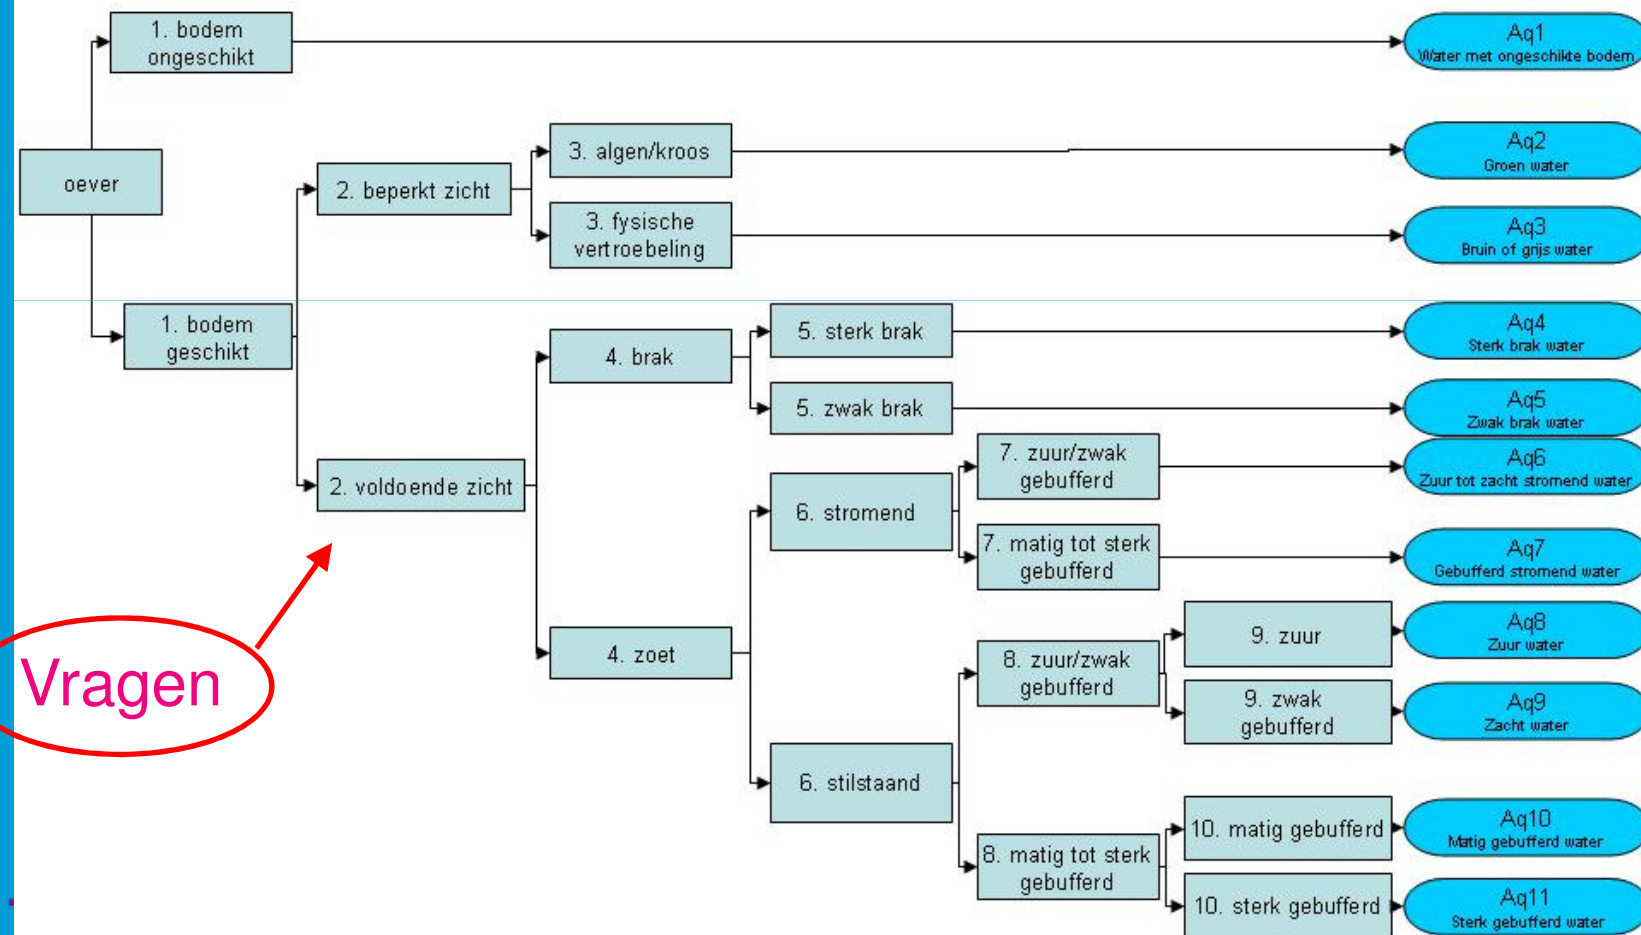 1. bodem
ongeschikt
Aq1
Water met ongeschikte bodem
oever
2. beperkt zicht
3. algen/kroos
Aq2
Groen water
3. fysische
vertroebeling
Aq3
Bruin of grijs water
1. bodem
geschikt
4. brak
5. sterk brak
Aq4
Sterk brak water
5. zwak brak
Aq5
Zwak brak water
2. voldoende zicht
6. stromend
7. zuur/zwak
gebufferd
Aq6
Zuur tot zacht stromend water
7. matig tot sterk
gebufferd
Aq7
Gebufferd stromend water
Vragen
4. zoet
8. zuur/zwak
gebufferd
9. zuur
Aq8
Zuur water
9. zwak
gebufferd
Aq9
Zacht water
6. stilstaand
8. matig tot sterk
gebufferd
10. matig gebufferd
Aq10
Matig gebufferd water
10. sterk gebufferd
Aq11
Sterk gebufferd water